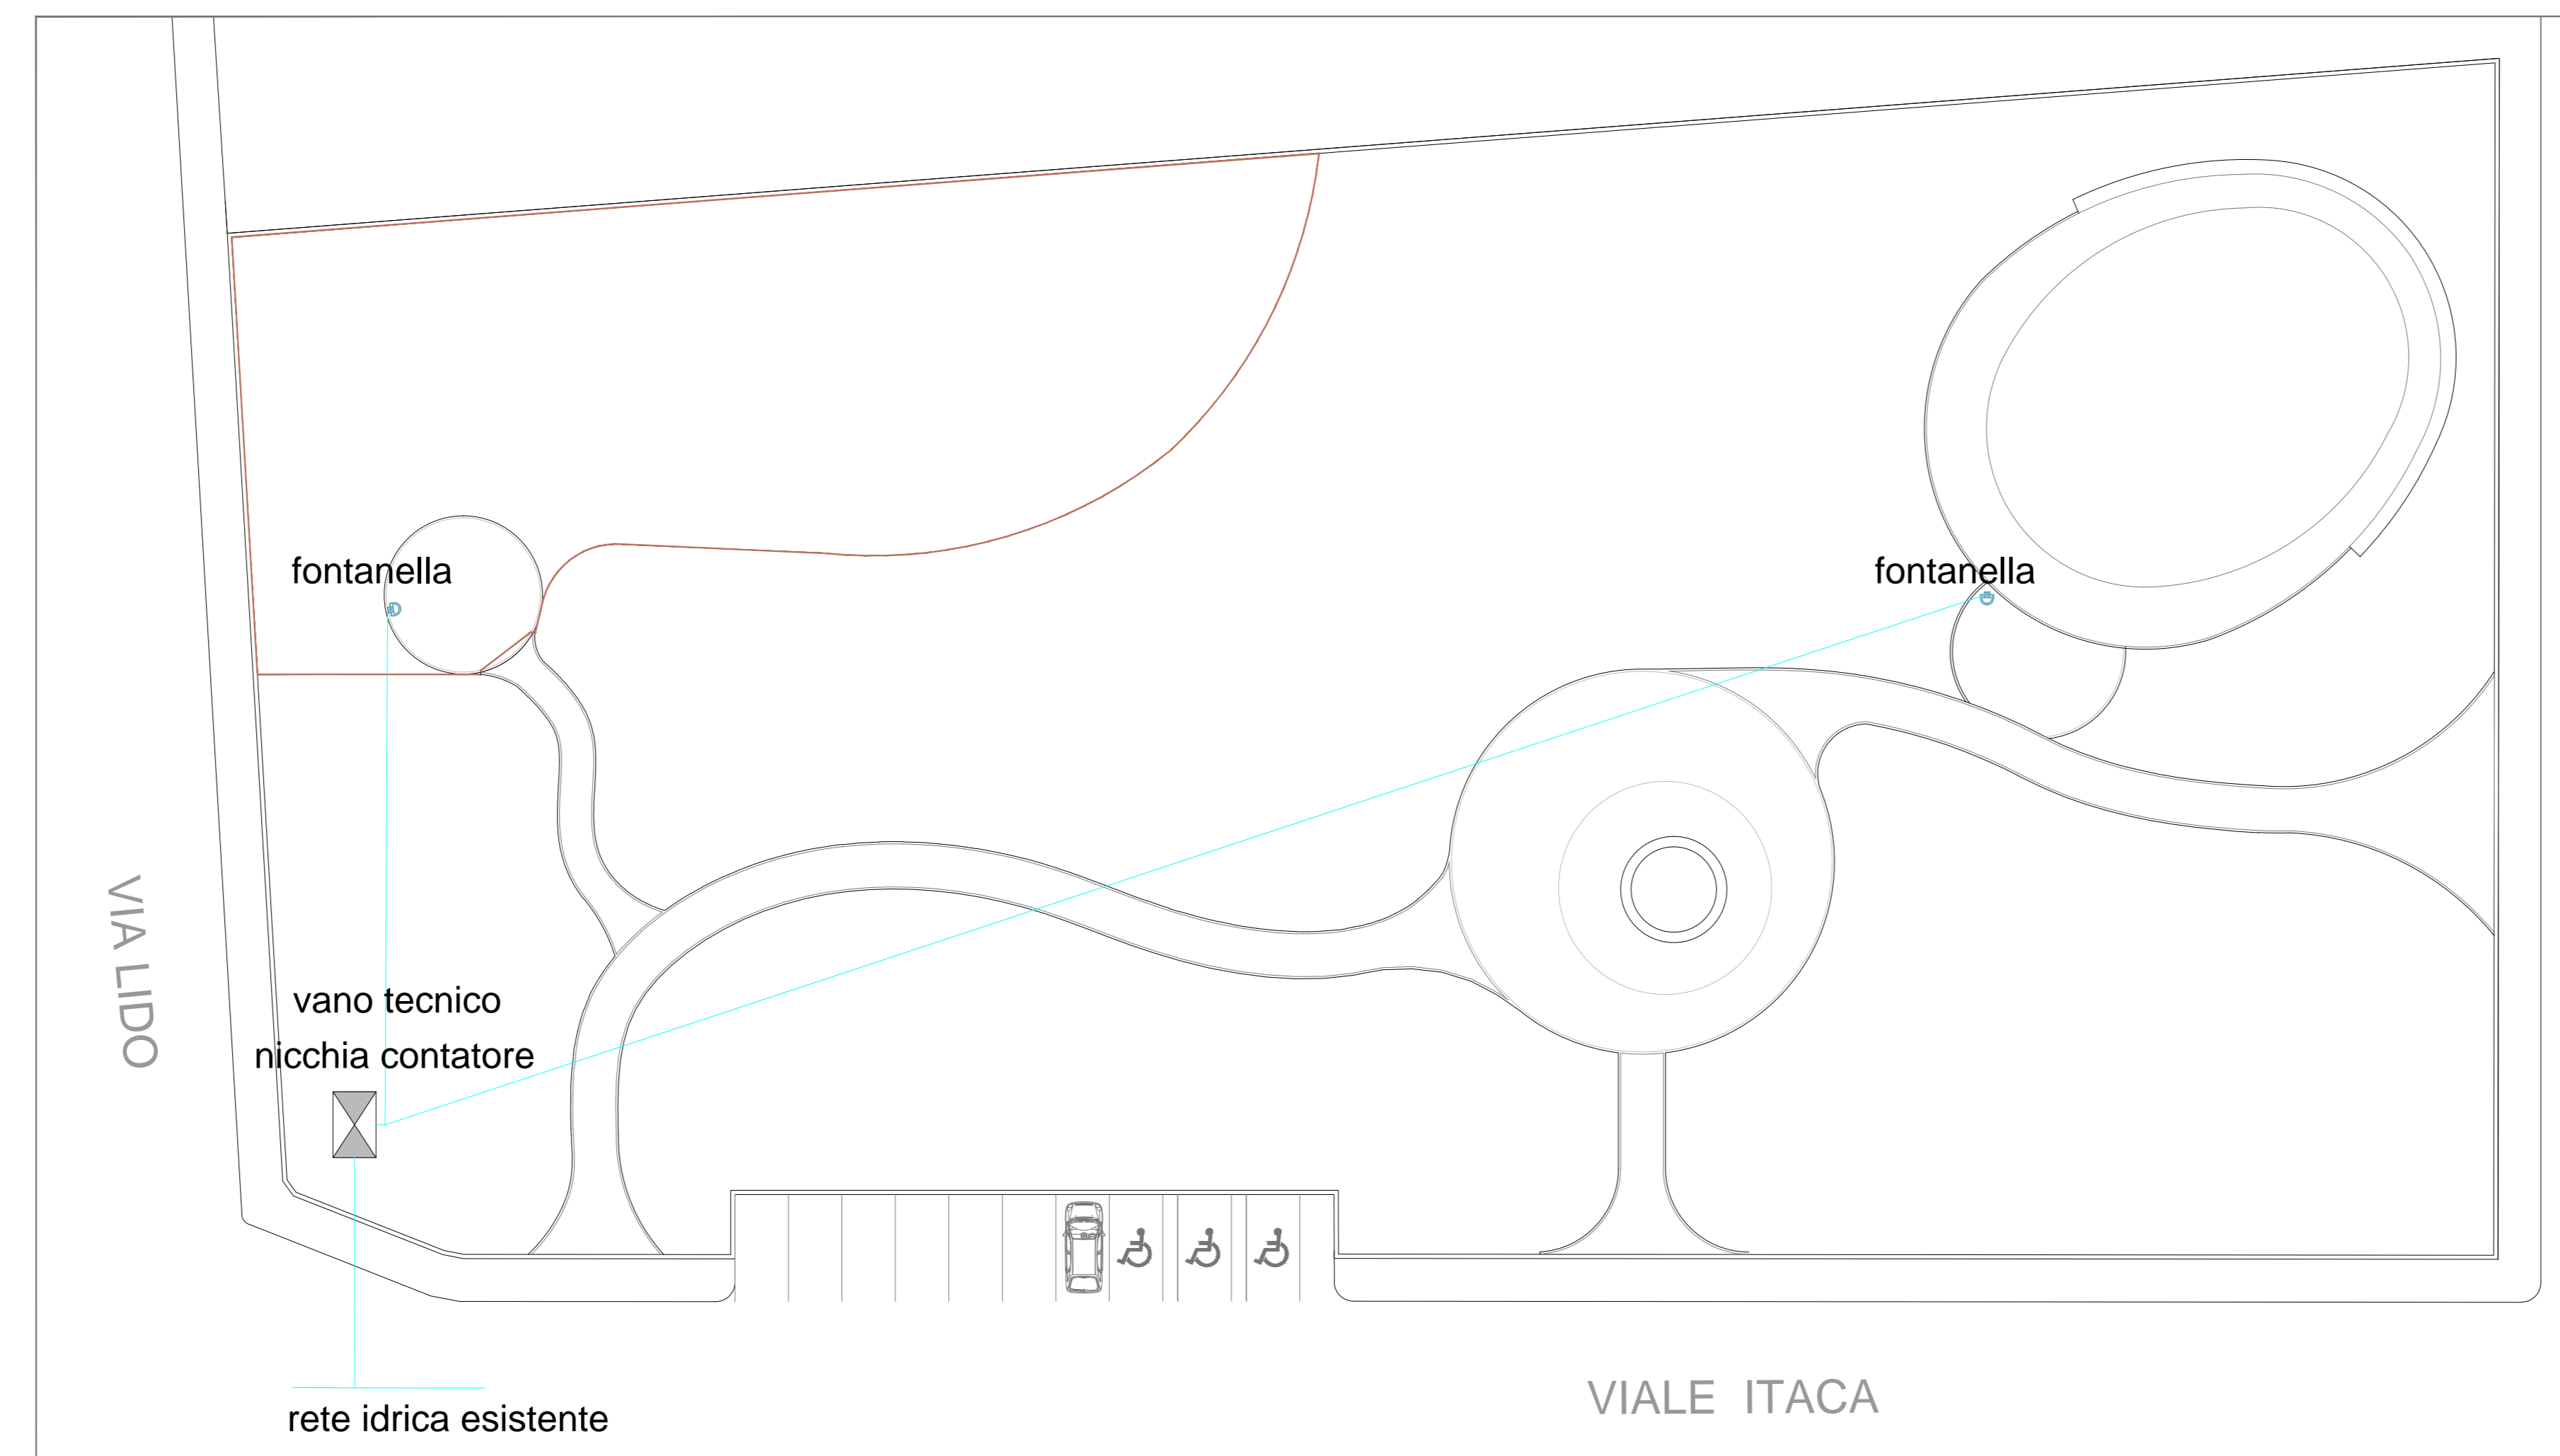 fontanella
fontanella
VIA LIDO
vano tecnico
nicchia contatore
VIALE ITACA
rete idrica esistente